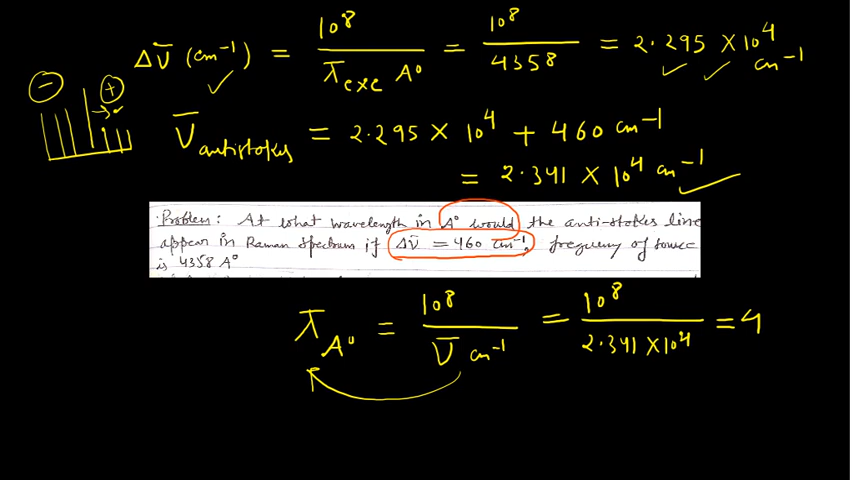 Δν̅ (cm⁻¹) = 10⁸ / λ̅exc A° = 10⁸ / 4358 = 2.295 × 10⁴ cm⁻¹
− +
ν̅antistokes = 2.295 × 10⁴ + 460 cm⁻¹
= 2.341 × 10⁴ cm⁻¹
Problem: At what wavelength in A° would the anti-stokes line
appear in Raman Spectrum if Δν̅ = 460 cm⁻¹, frequency of source
is 4358 A°
λ̅A° = 10⁸ / ν̅ cm⁻¹ = 10⁸ / 2.341 × 10⁴ = 4